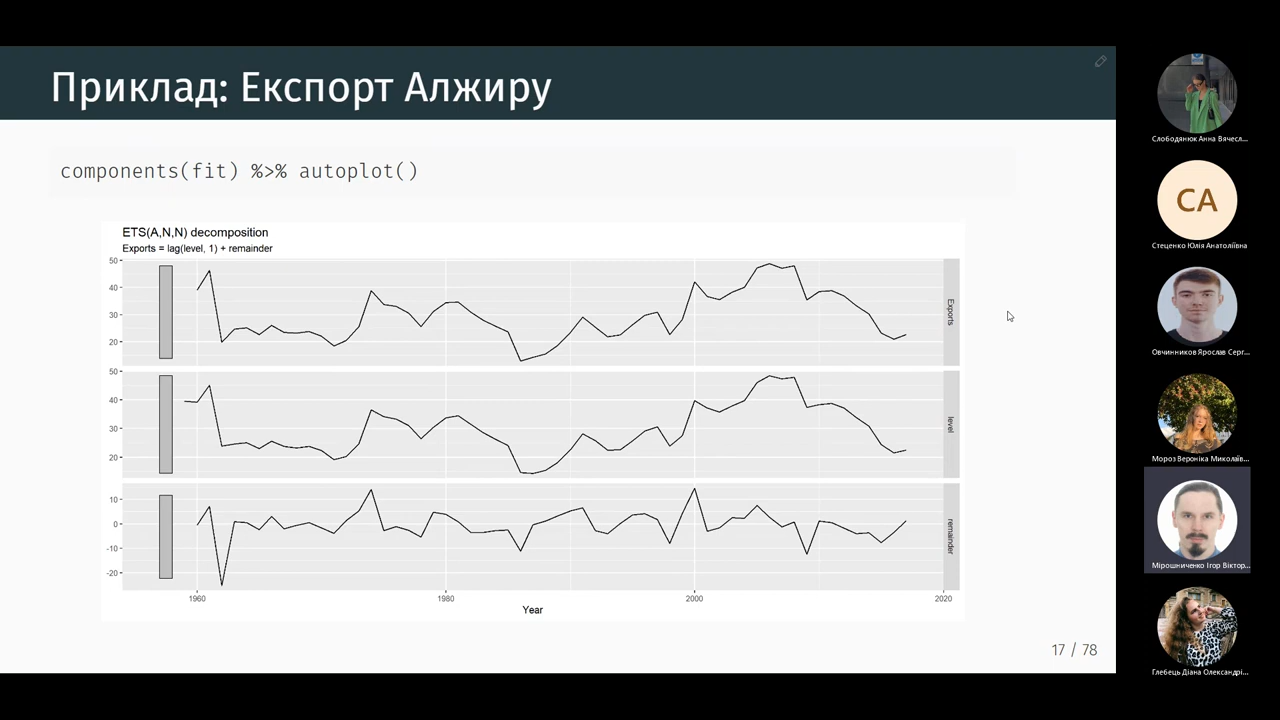 Приклад: Експорт Алжиру
components(fit) %>% autoplot()
ETS(A,N,N) decomposition
Exports = lag(level, 1) + remainder
50
40
30
20
Exports
50
40
30
20
level
10
0
-10
-20
remainder
1960
1980
2000
2020
Year
17 / 78
Слободянюк Анна Вячесл...
CA
Стеценко Юлія Анатоліївна
Овчинников Ярослав Серг...
Мороз Вероніка Миколаїв...
Мірошниченко Ігор Віктор...
Глебець Діана Олександрі...